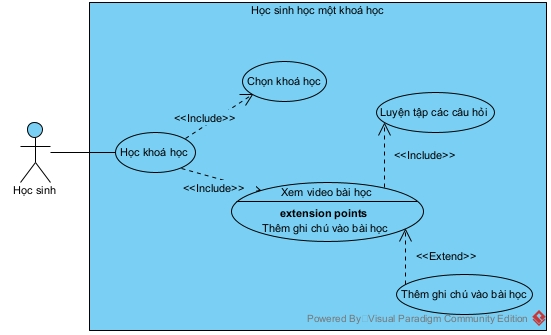 Học sinh học một khoá học
Chọn khoá học
Luyện tập các câu hỏi
<<Include>>
Học khoá học
<<Include>>
Học sinh
<<Include>>
Xem video bài học
extension points
Thêm ghi chú vào bài học
<<Extend>>
Thêm ghi chú vào bài học
Powered By: Visual Paradigm Community Edition